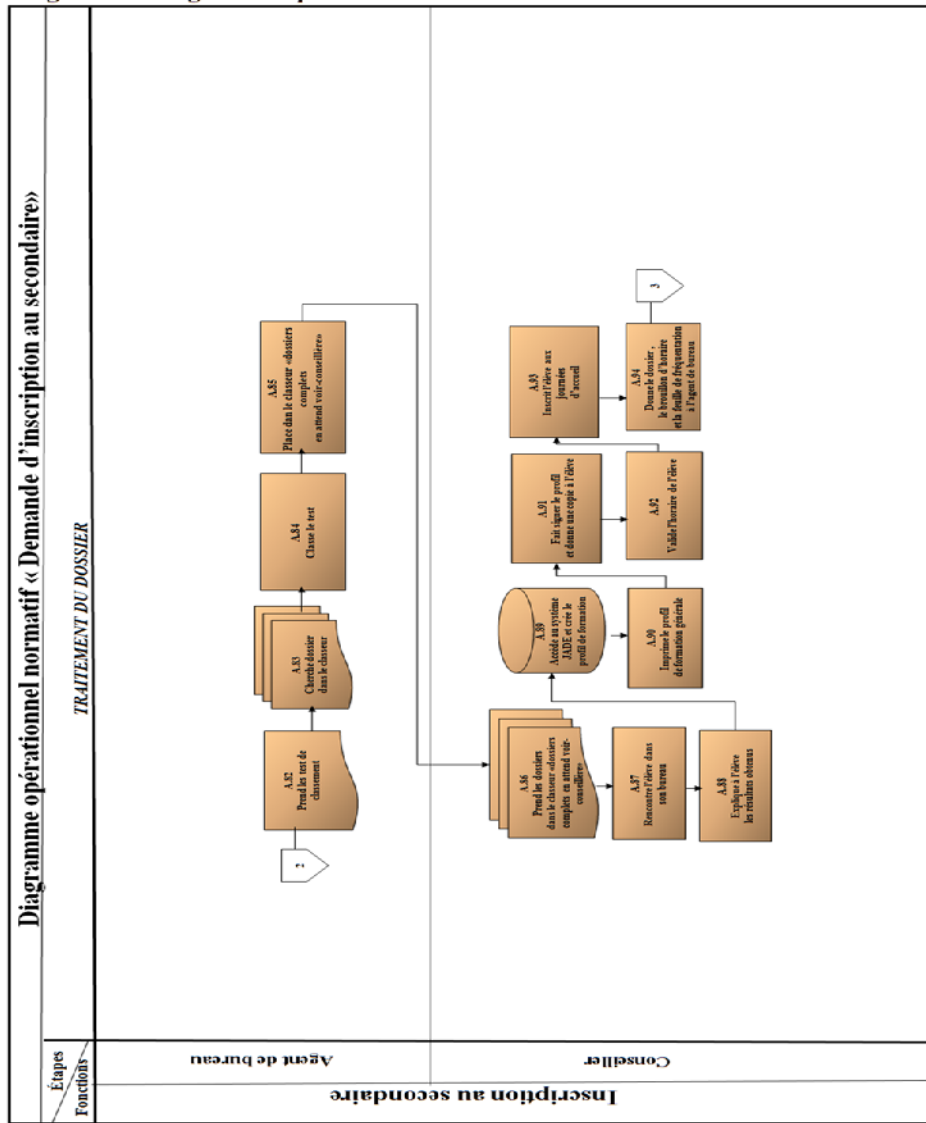 Diagramme opérationnel normatif « Demande d'inscription au secondaire»
Étapes
Fonctions
TRAITEMENT DU DOSSIER
Inscription au secondaire
Agent de bureau
2
A.82
Prend les test de
classement
A.83
Cherche dossier
dans le classeur
A.84
Classe le test
A.85
Place dan le classeur «dossiers
complets
en attend voir-conseillère»
Conseiller
A.86
Prend les dossiers
dans le classeur «dossiers
complets en attend voir-
conseillère»
A.87
Rencontre l'élève dans
son bureau
A.88
Explique à l'élève
les résultats obtenus
A.89
Accède au système
JADE et crée le
profil de formation
A.90
Imprime le profil
de formation générale
A.91
Fait signer le profil
et donne une copie à l'élève
A.92
Valide l'horaire de l'élève
A.93
Inscrit l'élève aux
journées
d'accueil
A.94
Donne le dossier ,
le brouillon d'horaire
et la feuille de fréquentation
à l'agent de bureau
3